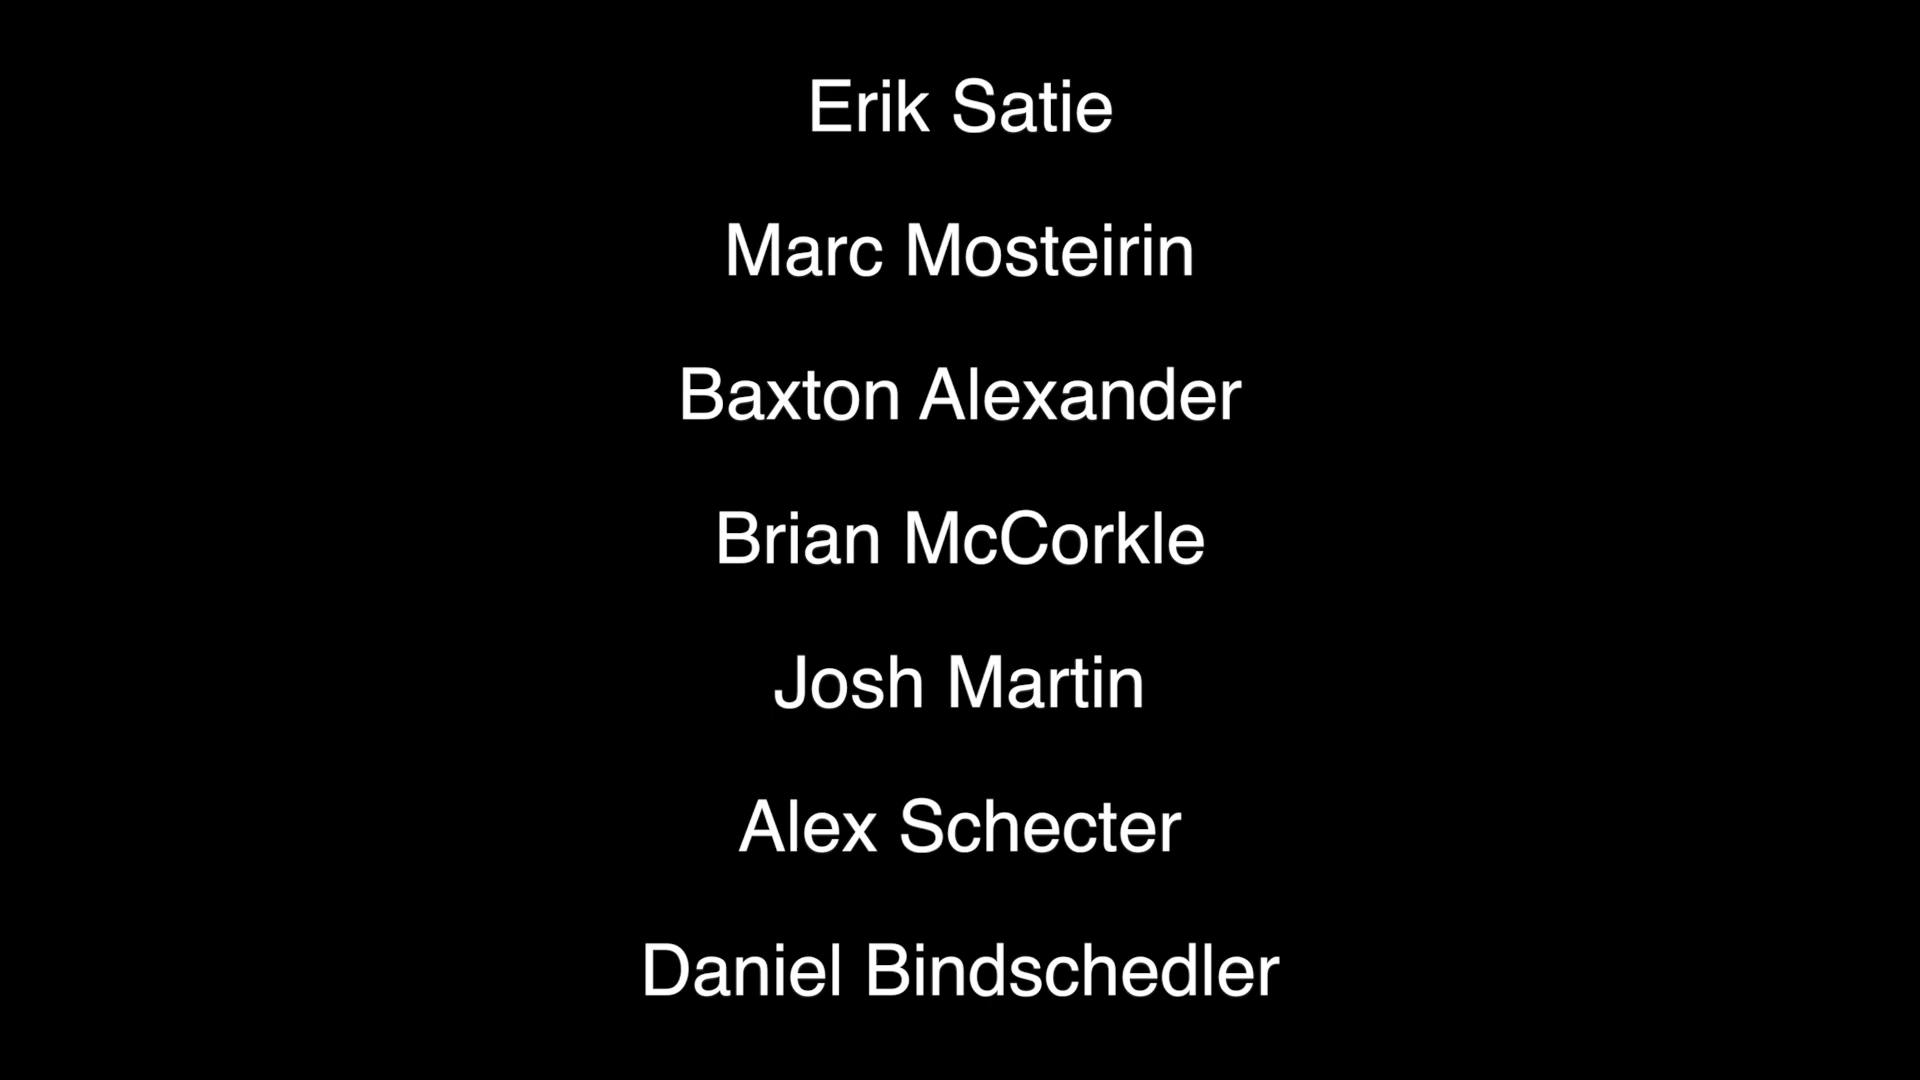 Erik Satie
Marc Mosteirin
Baxton Alexander
Brian McCorkle
Josh Martin
Alex Schecter
Daniel Bindschedler